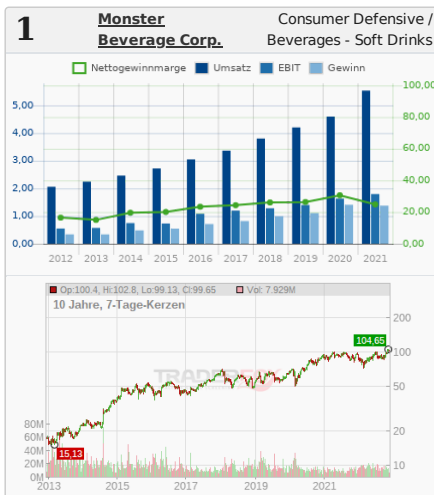 1
Monster
Beverage Corp.
Consumer Defensive /
Beverages - Soft Drinks
Nettogewinnmarge Umsatz EBIT Gewinn
100,00
5,00
80,00
4,00
60,00
3,00
2,00
40,00
1,00
20,00
0,00
0,00
2012 2013 2014 2015 2016 2017 2018 2019 2020 2021
Op:100.4, Hi:102.8, Lo:99.13, Cl:99.65 Vol: 7.929M
10 Jahre, 7-Tage-Kerzen
200
104,65
100
50
80M
20
60M
15,13
40M
20M
10
0M
2013 2015 2017 2019 2021